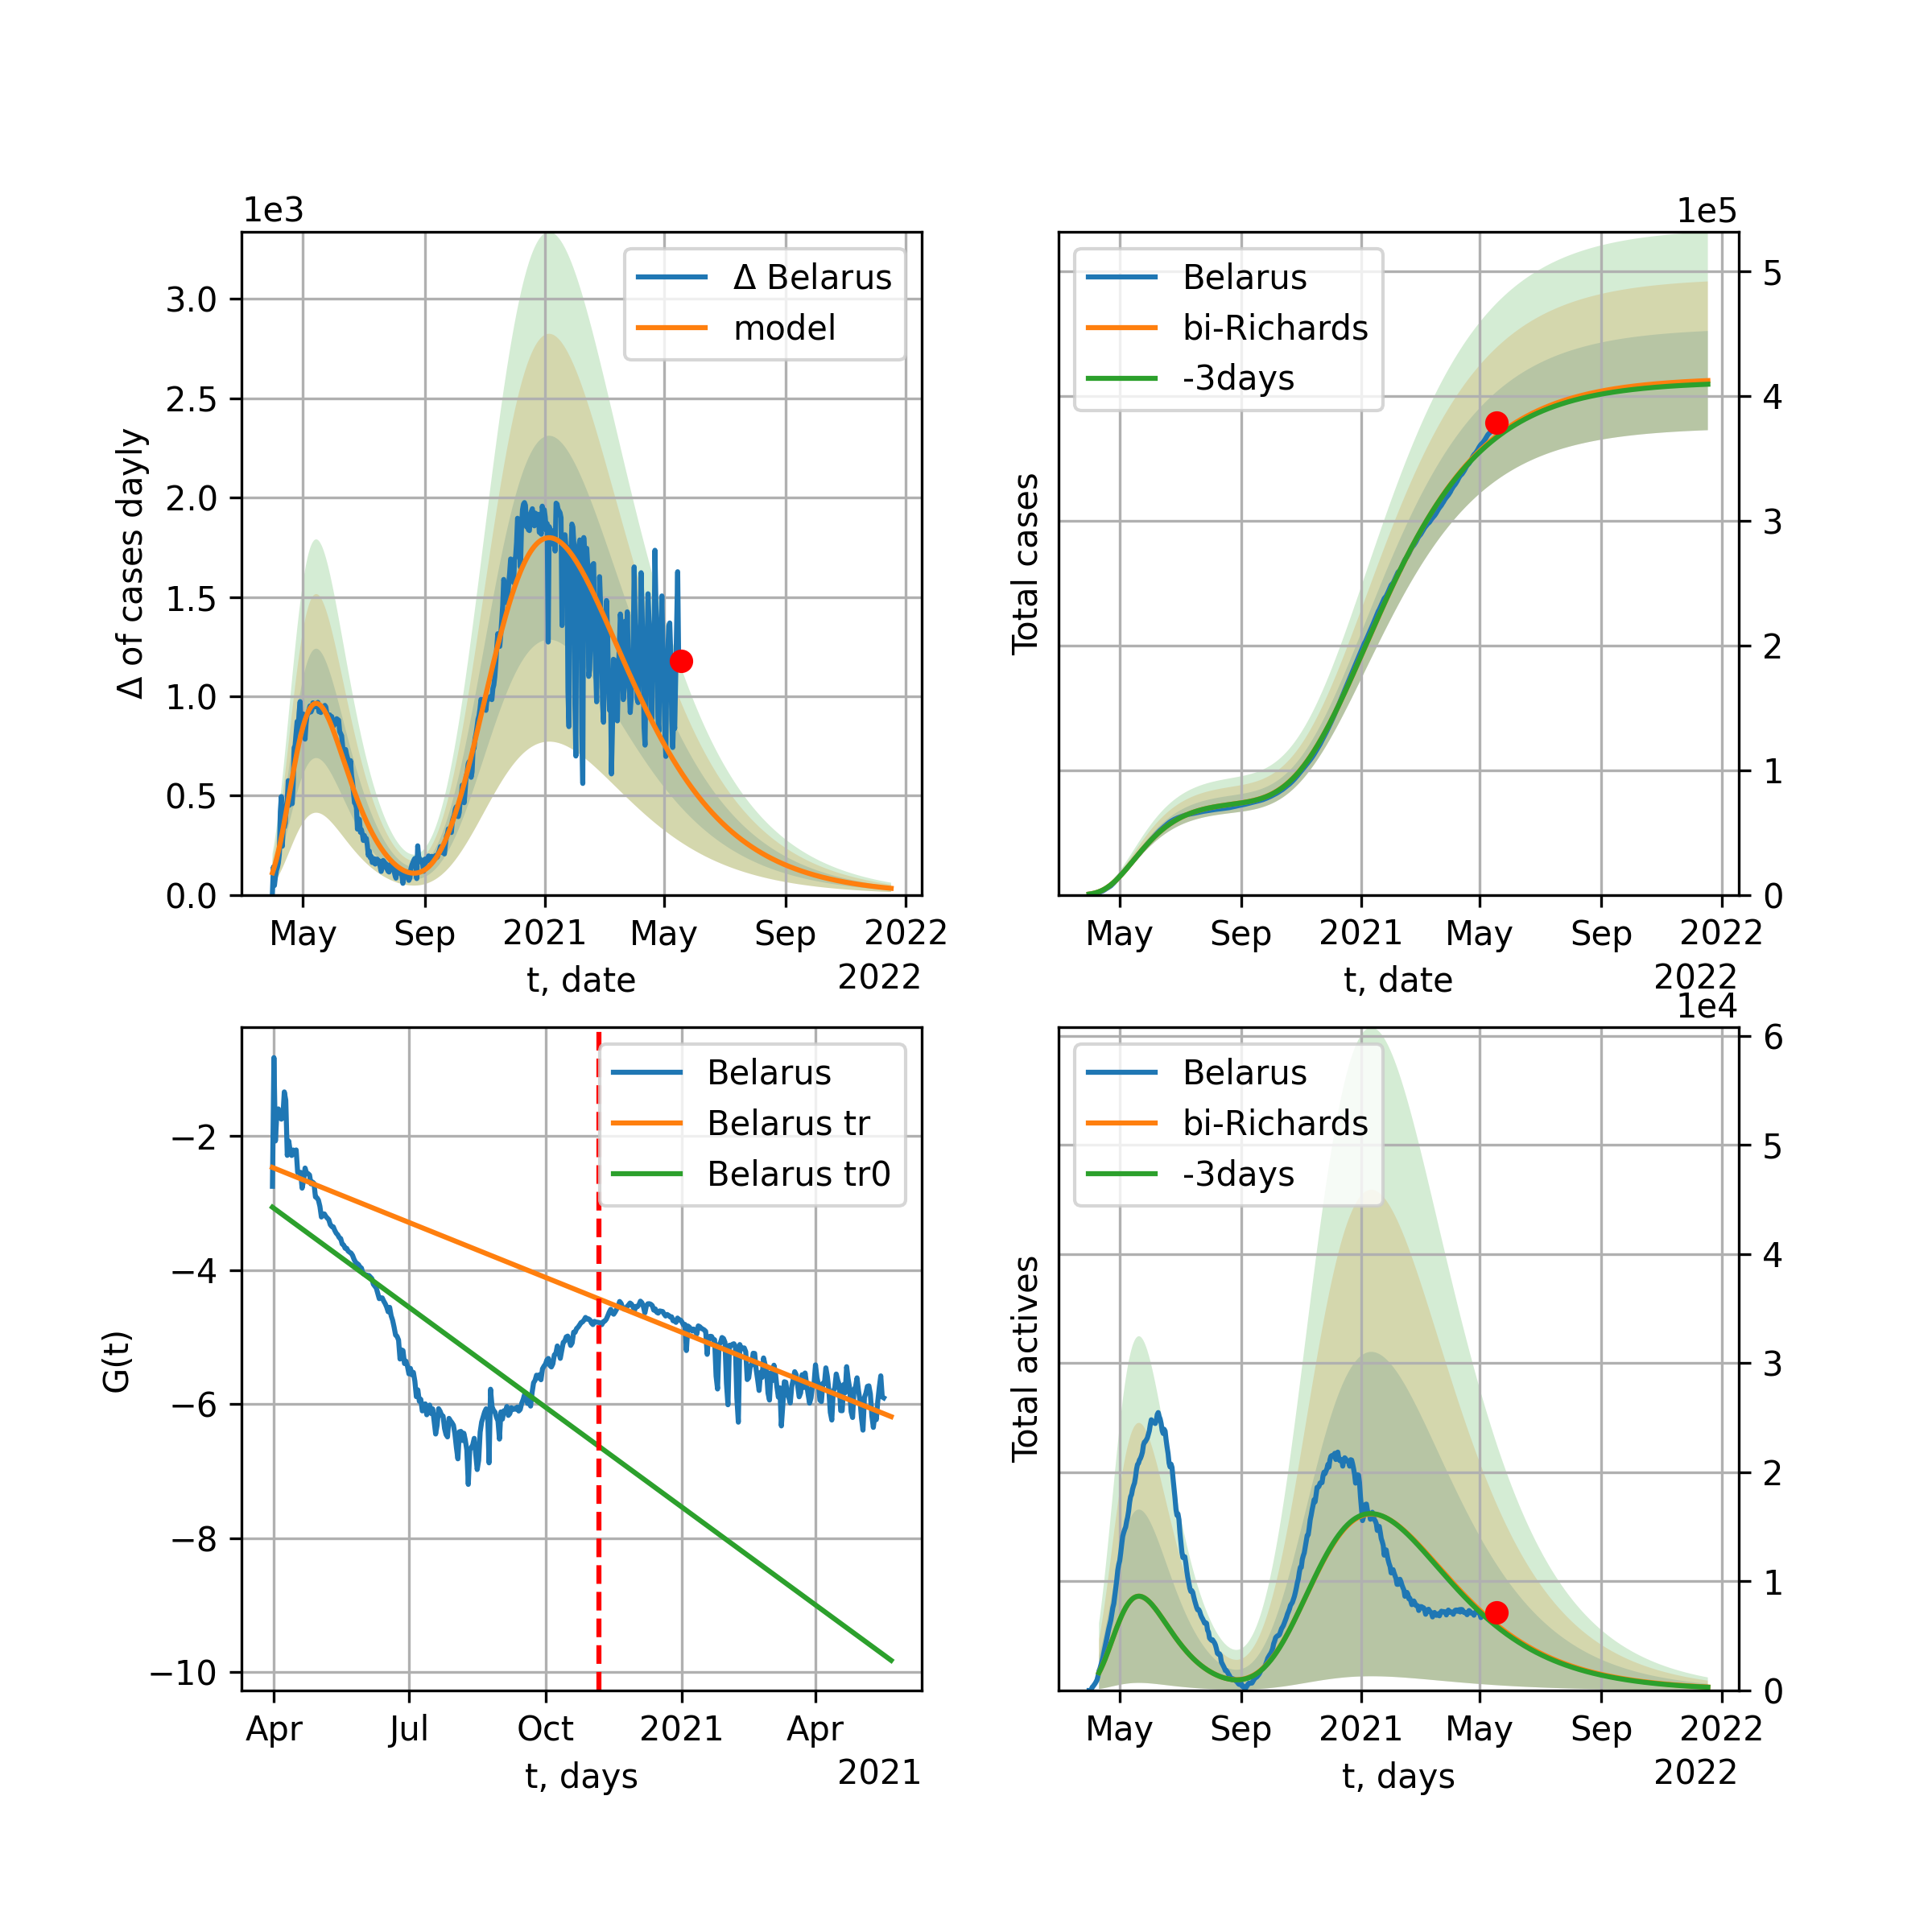 1e3
Δ of cases dayly
3.0
2.5
2.0
1.5
1.0
0.5
0.0
Δ Belarus
model
May Sep 2021 May Sep 2022
t, date
2022
1e5
Total cases
Belarus
bi-Richards
-3days
5
4
3
2
1
0
May Sep 2021 May Sep 2022
t, date
2022
G(t)
−2
−4
−6
−8
−10
Belarus
Belarus tr
Belarus tr0
Apr Jul Oct 2021 Apr
t, days
2021
1e4
Total actives
Belarus
bi-Richards
-3days
6
5
4
3
2
1
0
May Sep 2021 May Sep 2022
t, days
2022